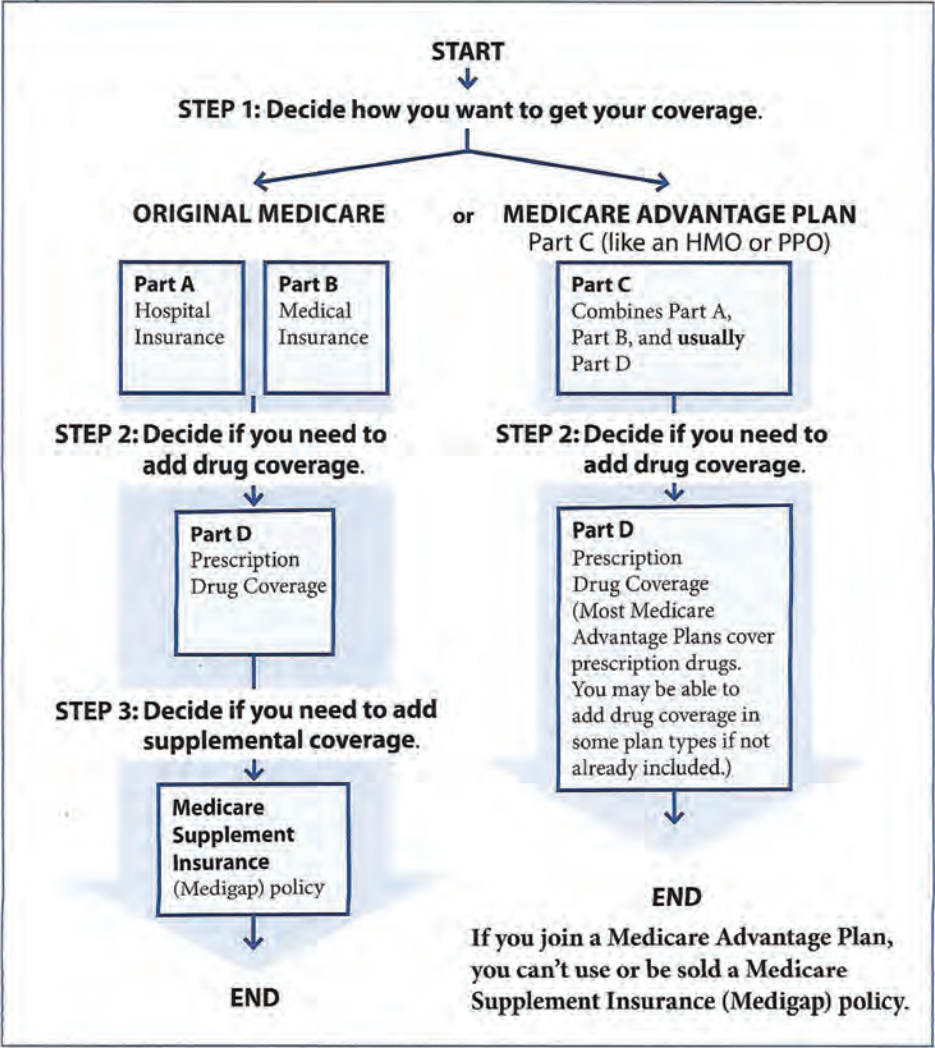 START
STEP 1: Decide how you want to get your coverage.
ORIGINAL MEDICARE
or
MEDICARE ADVANTAGE PLAN
Part C (like an HMO or PPO)
Part A
Hospital
Insurance
Part B
Medical
Insurance
STEP 2: Decide if you need to
add drug coverage.
Part D
Prescription
Drug Coverage
STEP 3: Decide if you need to add
supplemental coverage.
Medicare
Supplement
Insurance
(Medigap) policy
END
Part C
Combines Part A,
Part B, and usually
Part D
STEP 2: Decide if you need to
add drug coverage.
Part D
Prescription
Drug Coverage
(Most Medicare
Advantage Plans cover
prescription drugs.
You may be able to
add drug coverage in
some plan types if not
already included.)
END
If you join a Medicare Advantage Plan,
you can't use or be sold a Medicare
Supplement Insurance (Medigap) policy.